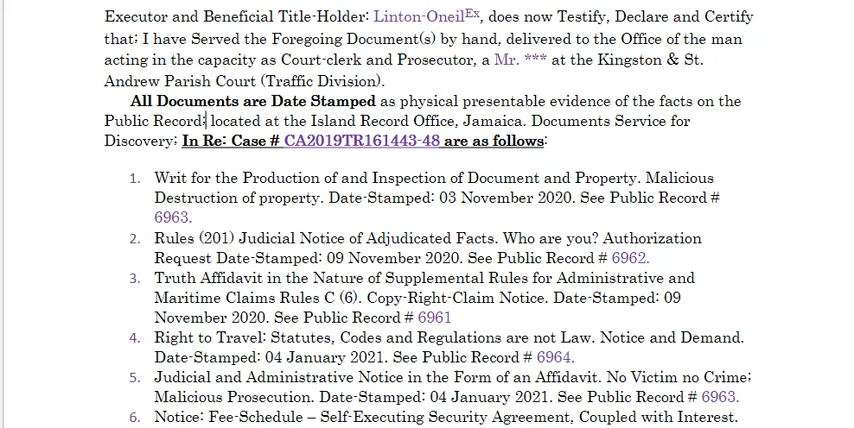 Executor and Beneficial Title-Holder: Linton-Oneil Ex, does now Testify, Declare and Certify
that; I have Served the Foregoing Document(s) by hand, delivered to the Office of the man
acting in the capacity as Court-clerk and Prosecutor, a Mr. *** at the Kingston & St.
Andrew Parish Court (Traffic Division).
All Documents are Date Stamped as physical presentable evidence of the facts on the
Public Record; located at the Island Record Office, Jamaica. Documents Service for
Discovery; In Re: Case # CA2019TR161443-48 are as follows:
1. Writ for the Production of and Inspection of Document and Property. Malicious
Destruction of property. Date-Stamped: 03 November 2020. See Public Record #
6963.
2. Rules (201) Judicial Notice of Adjudicated Facts. Who are you? Authorization
Request Date-Stamped: 09 November 2020. See Public Record # 6962.
3. Truth Affidavit in the Nature of Supplemental Rules for Administrative and
Maritime Claims Rules C (6). Copy-Right-Claim Notice. Date-Stamped: 09
November 2020. See Public Record # 6961
4. Right to Travel: Statutes, Codes and Regulations are not Law. Notice and Demand.
Date-Stamped: 04 January 2021. See Public Record # 6964.
5. Judicial and Administrative Notice in the Form of an Affidavit. No Victim no Crime;
Malicious Prosecution. Date-Stamped: 04 January 2021. See Public Record # 6963.
6. Notice: Fee-Schedule – Self-Executing Security Agreement, Coupled with Interest.